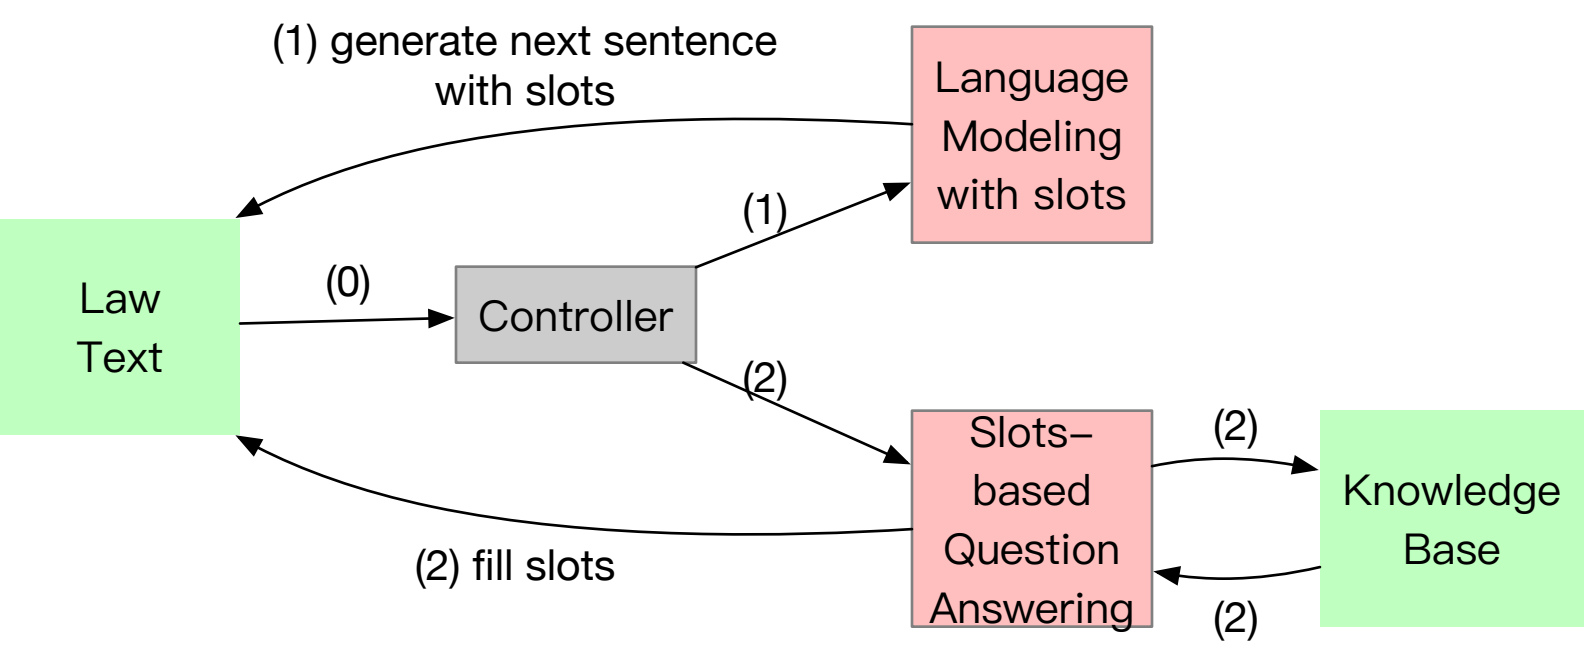 (1) generate next sentence
with slots
Language
Modeling
with slots
(1)
(0)
Law
Text
Controller
(2)
Slots–
based
Question
Answering
(2)
Knowledge
Base
(2) fill slots
(2)